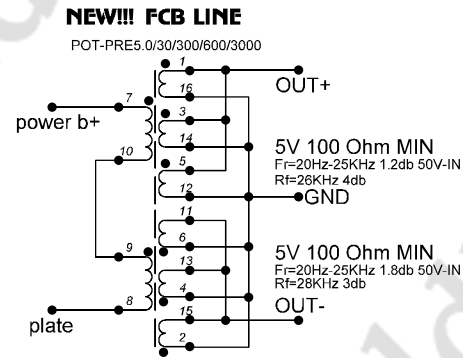 NEW!!! FCB LINE
POT-PRE5.0/30/300/600/3000
1
OUT+
16
7
power b+
3
14
10
5
5V 100 Ohm MIN
Fr=20Hz-25KHz 1.2db 50V-IN
Rf=26KHz 4db
12
GND
11
6
9
13
5V 100 Ohm MIN
Fr=20Hz-25KHz 1.8db 50V-IN
Rf=28KHz 3db
4
8
15
OUT-
plate
2